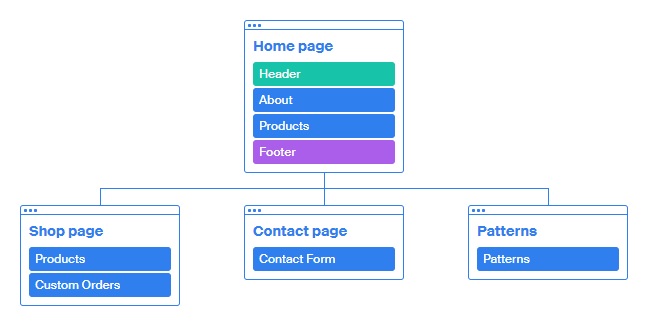 Home page
Header
About
Products
Footer
Shop page
Products
Custom Orders
Contact page
Contact Form
Patterns
Patterns